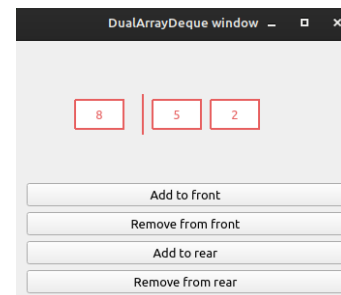 DualArrayDeque window
8 5 2
Add to front
Remove from front
Add to rear
Remove from rear